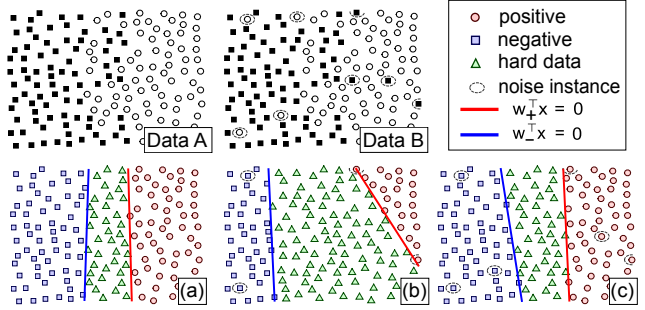 Data A
Data B
positive
negative
hard data
noise instance
w₊ᵀx = 0
w₋ᵀx = 0
(a)
(b)
(c)